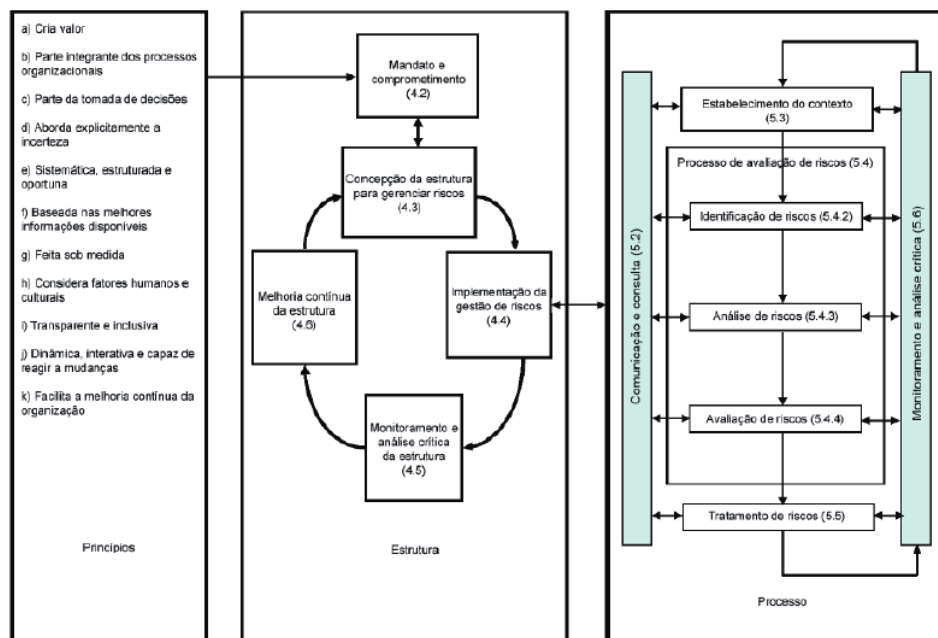 a) Cria valor
b) Parte integrante dos processos
organizacionais
c) Parte da tomada de decisões
d) Aborda explicitamente a
incerteza
e) Sistemática, estruturada e
oportuna
f) Baseada nas melhores
informações disponíveis
g) Feita sob medida
h) Considera fatores humanos e
culturais
i) Transparente e inclusiva
j) Dinâmica, interativa e capaz de
reagir a mudanças
k) Facilita a melhoria contínua da
organização
Princípios
Mandato e
comprometimento
(4.2)
Concepção da estrutura
para gerenciar riscos
(4.3)
Melhoria contínua
da estrutura
(4.6)
Implementação da
gestão de riscos
(4.4)
Monitoramento e
análise crítica
da estrutura
(4.5)
Estrutura
Comunicação e consulta (5.2)
Estabelecimento do contexto
(5.3)
Processo de avaliação de riscos (5.4)
Identificação de riscos (5.4.2)
Análise de riscos (5.4.3)
Avaliação de riscos (5.4.4)
Tratamento de riscos (5.5)
Monitoramento e análise crítica (5.6)
Processo